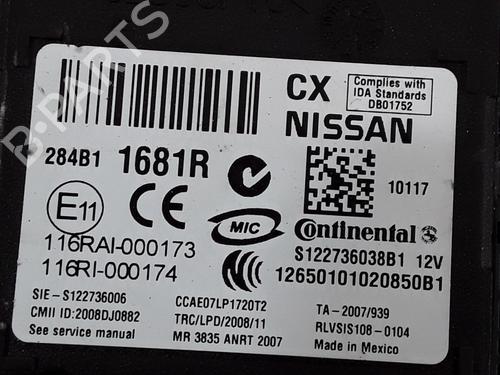 B-PARTS
CX
Complies with
IDA Standards
DB01752
NISSAN
284B1 1681R
10117
E11
CE
MIC
Continental
116RAI-000173
116RI-000174
S122736038B1 12V
12650101020850B1
SIE-S122736006
CMII ID:2008DJ0882
See service manual
CCAE07LP1720T2
TRC/LPD/2008/11
MR 3835 ANRT 2007
TA-2007/939
RLVSIS108-0104
Made in Mexico